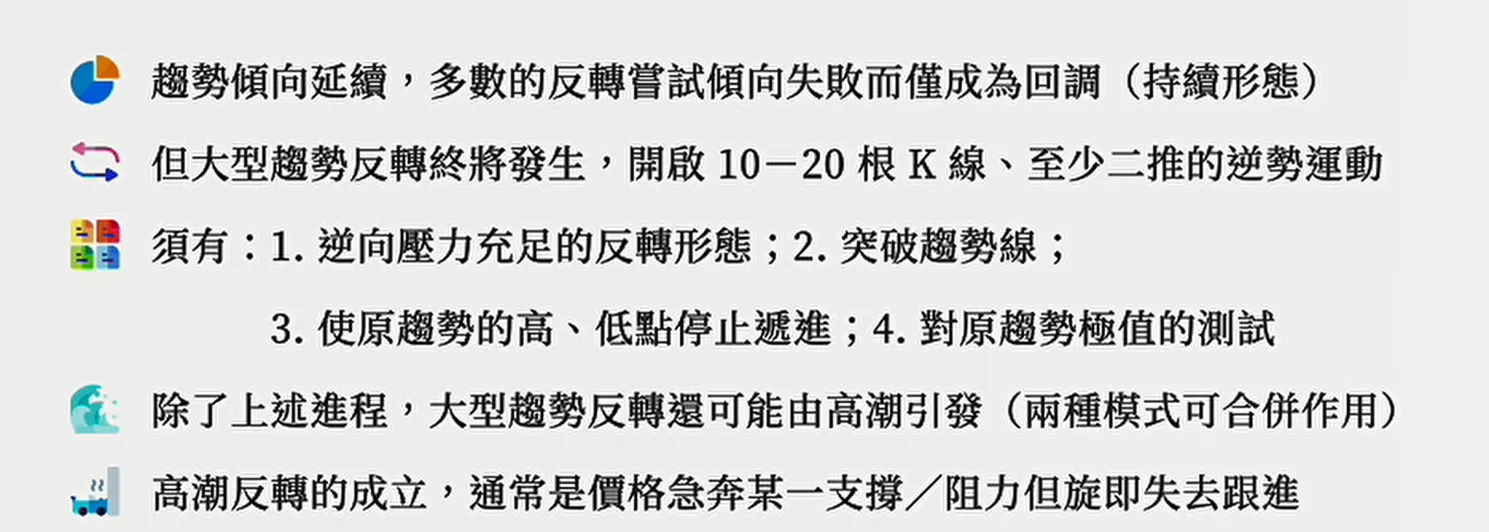 趨勢傾向延續，多數的反轉嘗試傾向失敗而僅成為回調（持續形態）
但大型趨勢反轉終將發生，開啟 10－20 根 K 線、至少二推的逆勢運動
須有：1. 逆向壓力充足的反轉形態；2. 突破趨勢線；
3. 使原趨勢的高、低點停止遞進；4. 對原趨勢極值的測試
除了上述進程，大型趨勢反轉還可能由高潮引發（兩種模式可合併作用）
高潮反轉的成立，通常是價格急奔某一支撐／阻力但旋即失去跟進